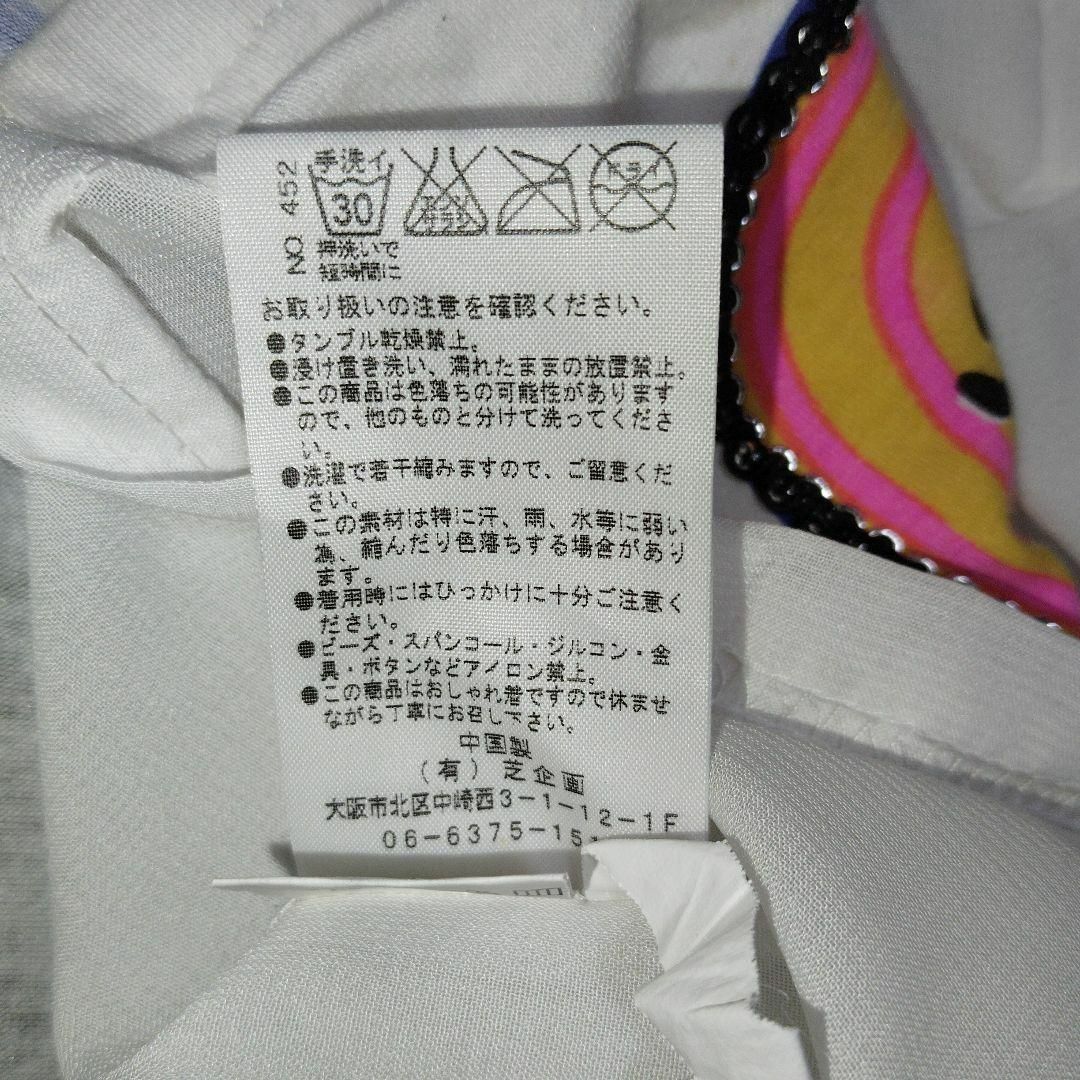 NO 452
手洗イ
30
エンソ
サラシ
ドライ
押洗いで
短時間に
お取り扱いの注意を確認ください。
●タンブル乾燥禁止。
●浸け置き洗い、濡れたままの放置禁止。
●この商品は色落ちの可能性があります
ので、他のものと分けて洗ってくださ
い。
●洗濯で若干縮みますので、ご留意くだ
さい。
●この素材は特に汗、雨、水等に弱い
為、縮んだり色落ちする場合があり
ます。
●着用時にはひっかけに十分ご注意く
ださい。
●ビーズ・スパンコール・ジルコン・金
具・ボタンなどアイロン禁止。
●この商品はおしゃれ着ですので休ませ
ながら丁寧にお召し下さい。
中国製
(有)芝企画
大阪市北区中崎西3-1-12-1F
06-6375-15